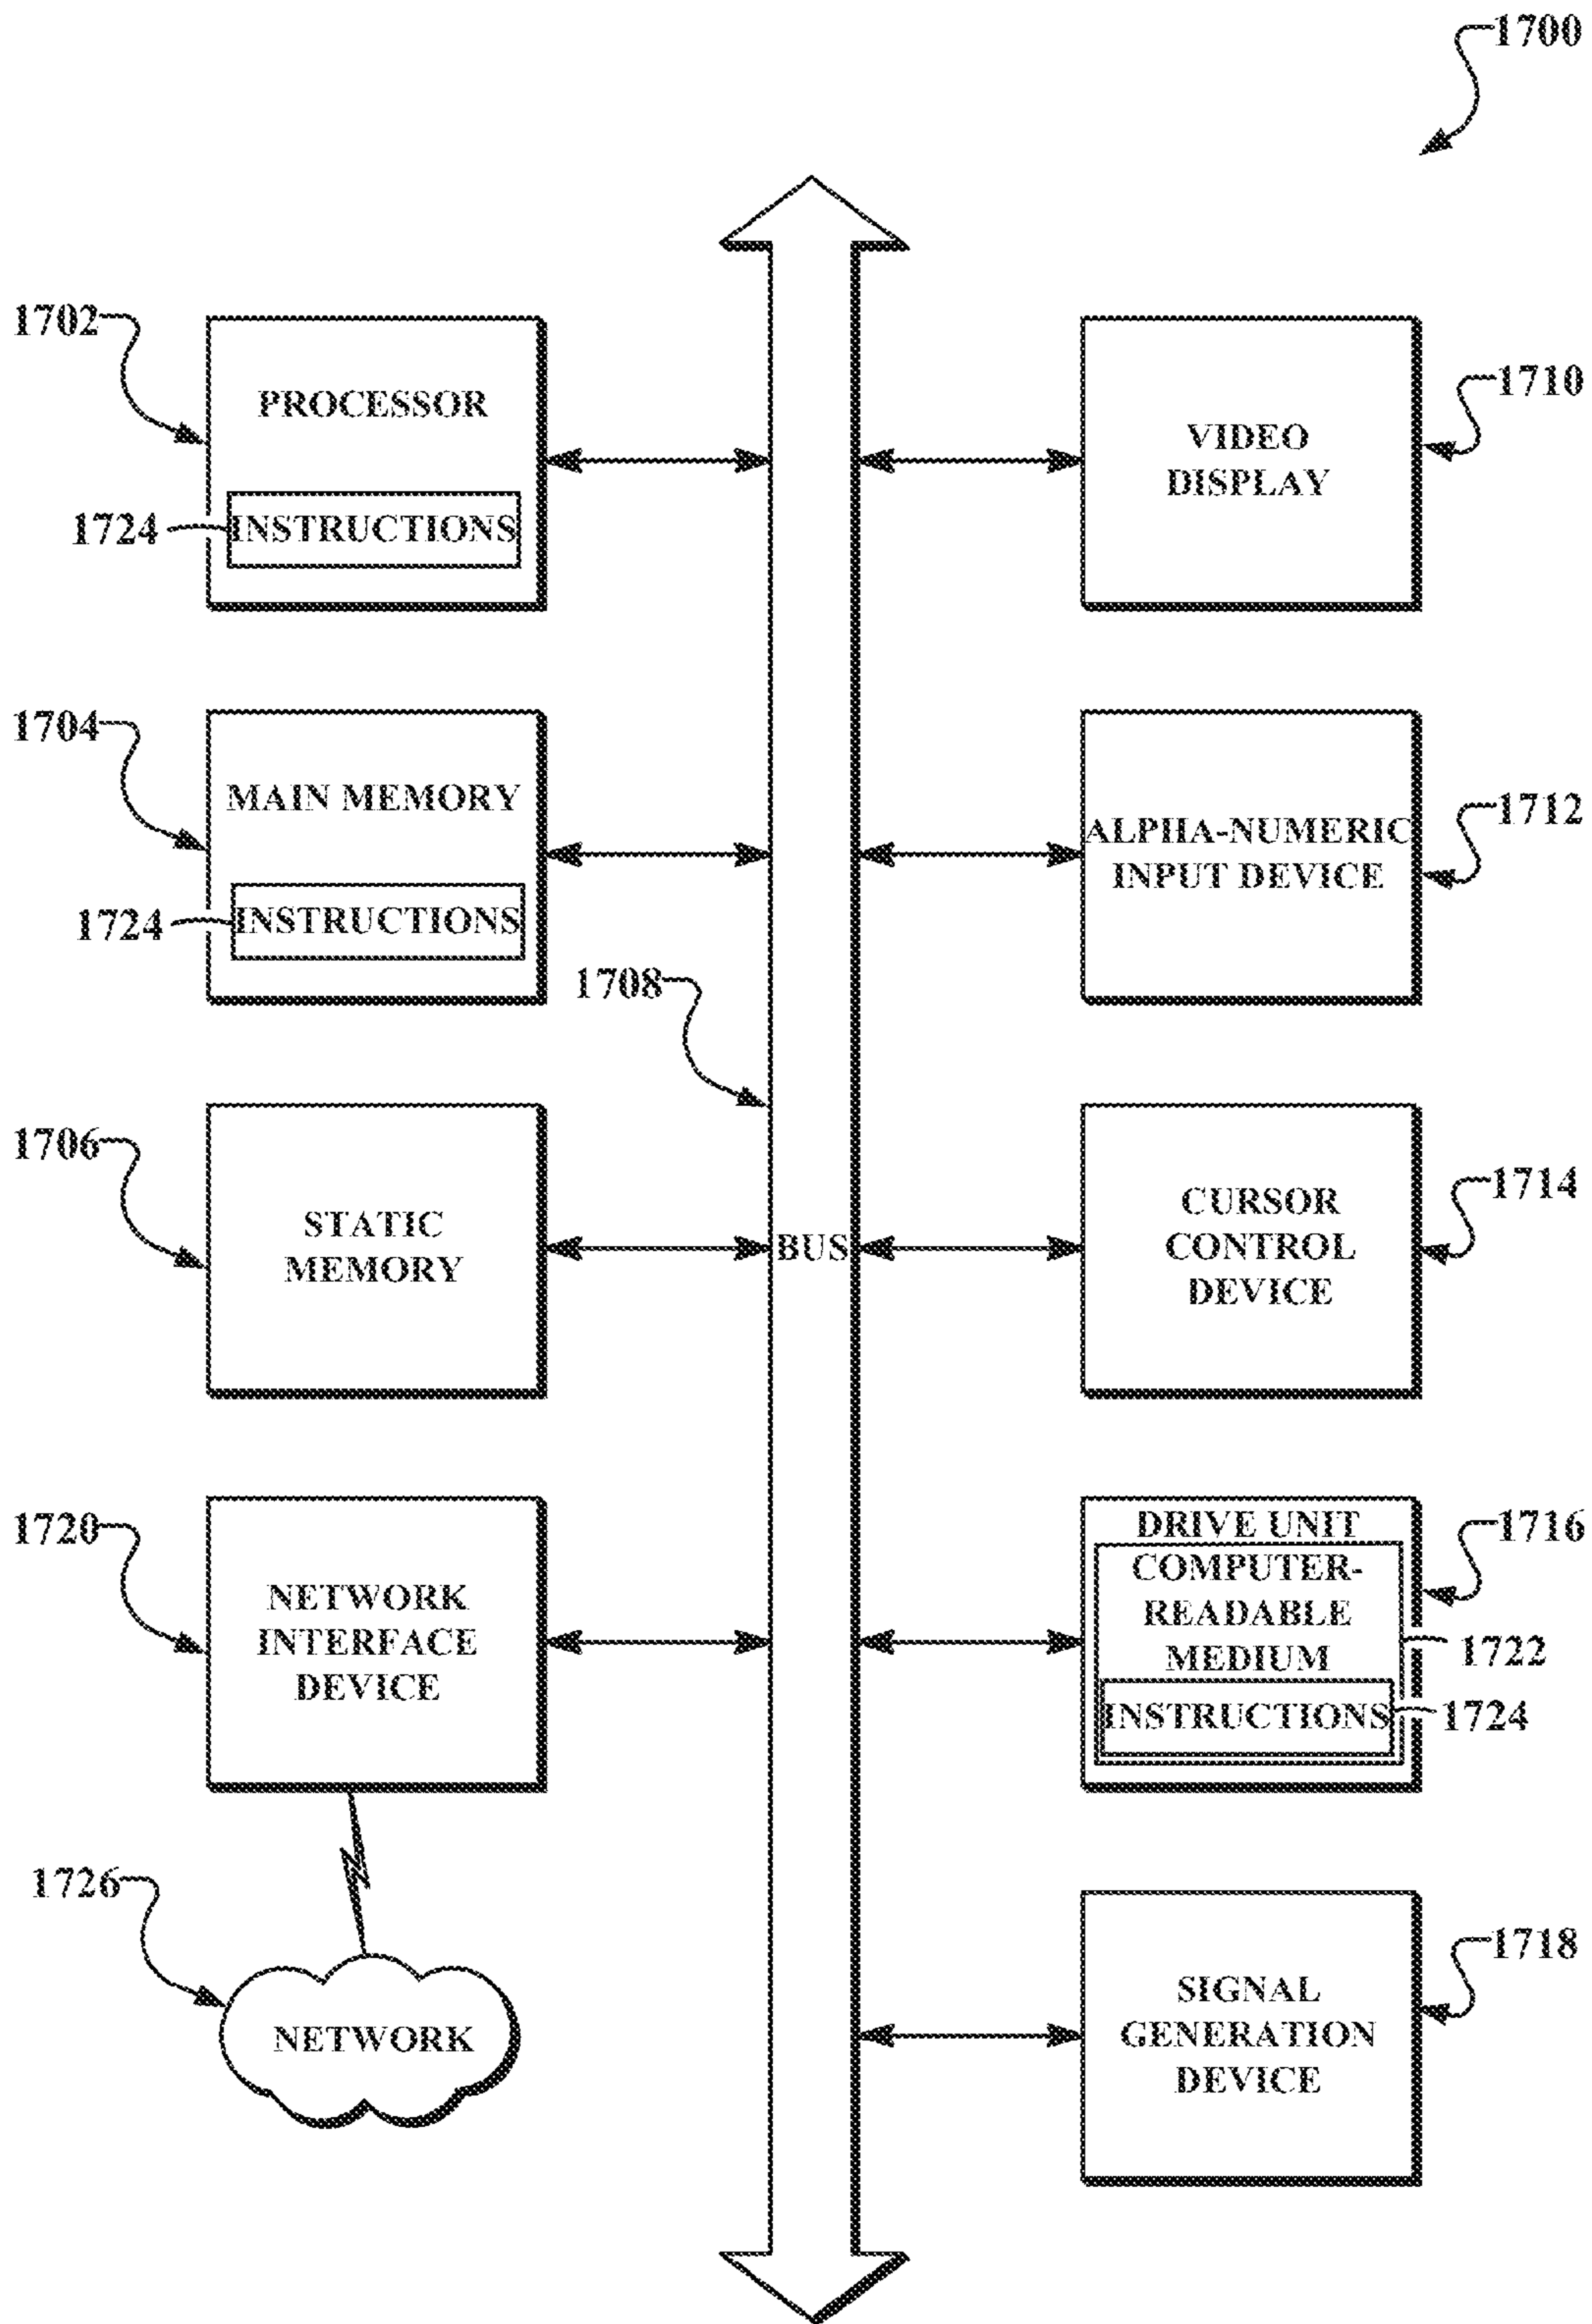 1700
1702
PROCESSOR
1724
INSTRUCTIONS
1710
VIDEO
DISPLAY
1704
MAIN MEMORY
1724
INSTRUCTIONS
1712
ALPHA-NUMERIC
INPUT DEVICE
1708
1706
STATIC
MEMORY
BUS
1714
CURSOR
CONTROL
DEVICE
1720
NETWORK
INTERFACE
DEVICE
1716
DRIVE UNIT
COMPUTER-
READABLE
MEDIUM
1722
INSTRUCTIONS
1724
1726
NETWORK
1718
SIGNAL
GENERATION
DEVICE